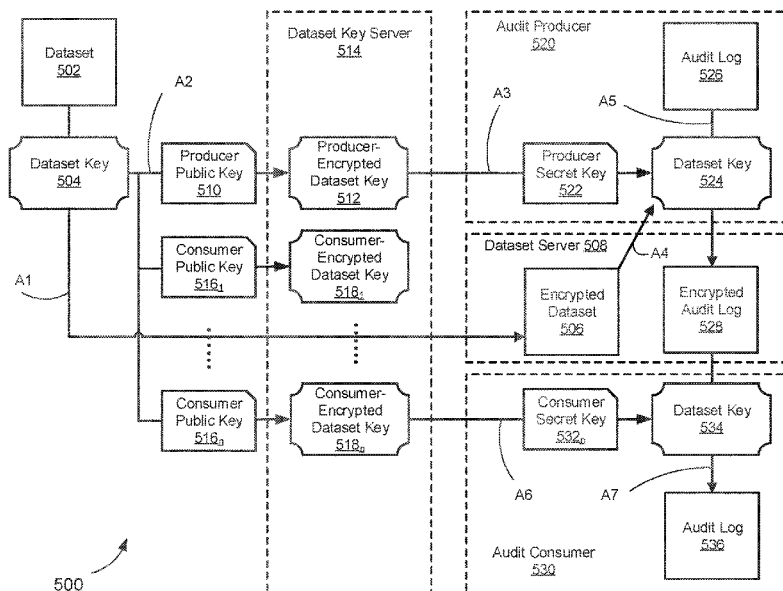 Dataset
502
A2
Dataset Key
504
A1
Producer
Public Key
510
Consumer
Public Key
516₁
Consumer
Public Key
516ₙ
Dataset Key Server
514
Producer-
Encrypted
Dataset Key
512
Consumer-
Encrypted
Dataset Key
518₁
Consumer-
Encrypted
Dataset Key
518ₙ
Audit Producer
520
A3
Producer
Secret Key
522
Audit Log
526
A5
Dataset Key
524
Dataset Server 508
A4
Encrypted
Dataset
506
Encrypted
Audit Log
528
Consumer
Secret Key
532ₙ
Dataset Key
534
A6
A7
Audit Log
536
Audit Consumer
530
500